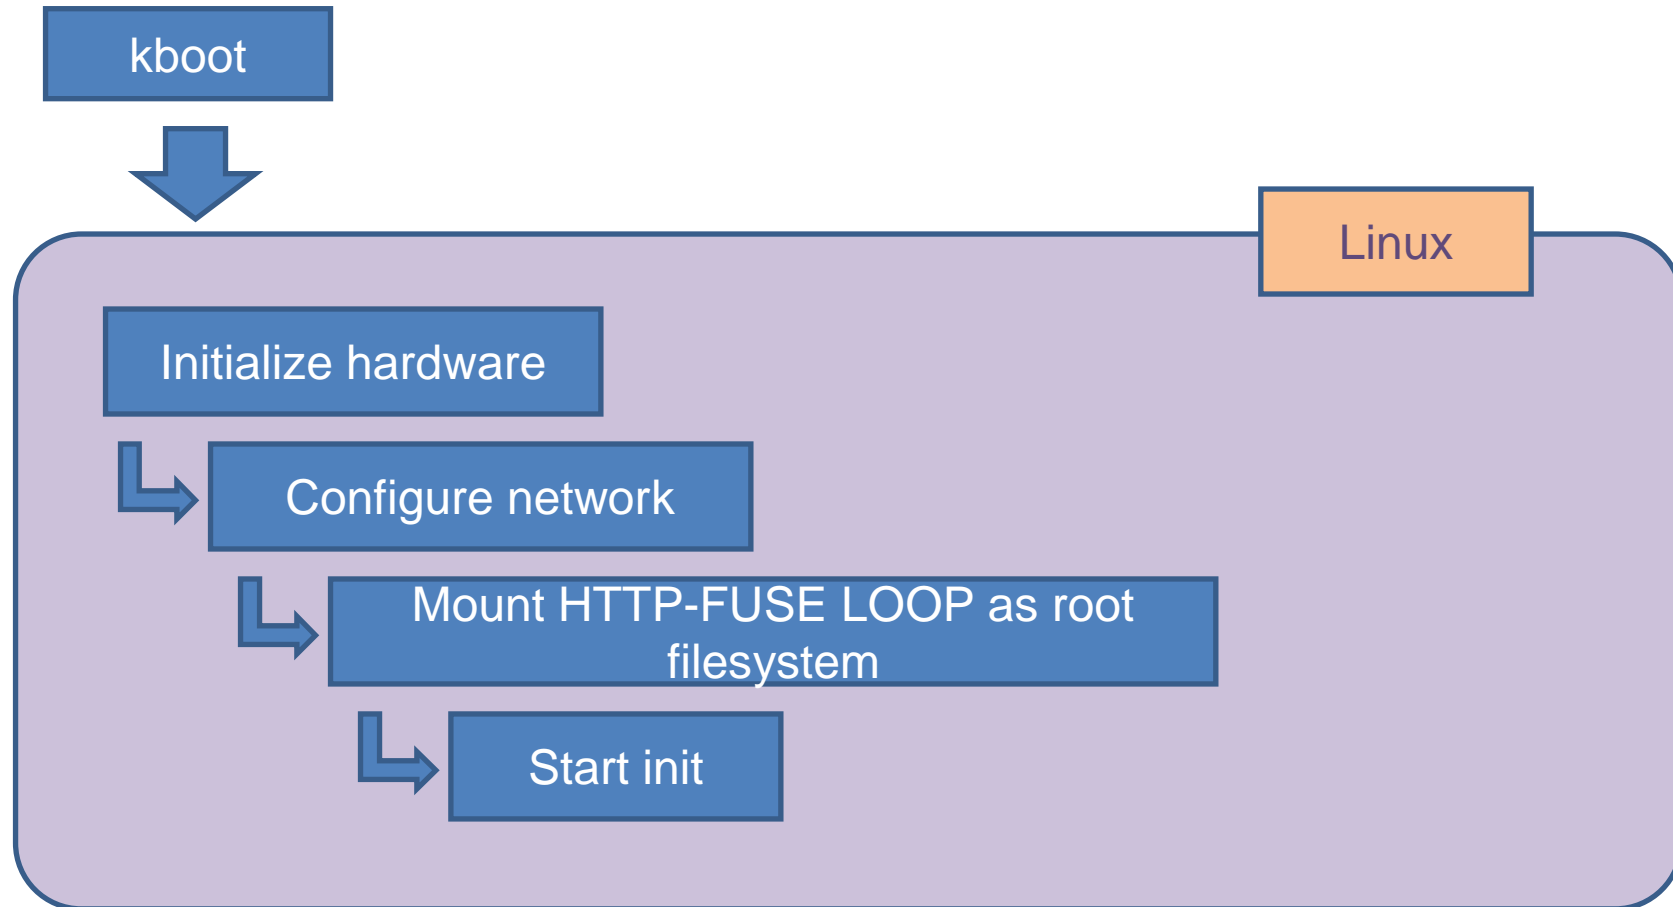 kboot
Linux
Initialize hardware
Configure network
Mount HTTP-FUSE LOOP as root
filesystem
Start init